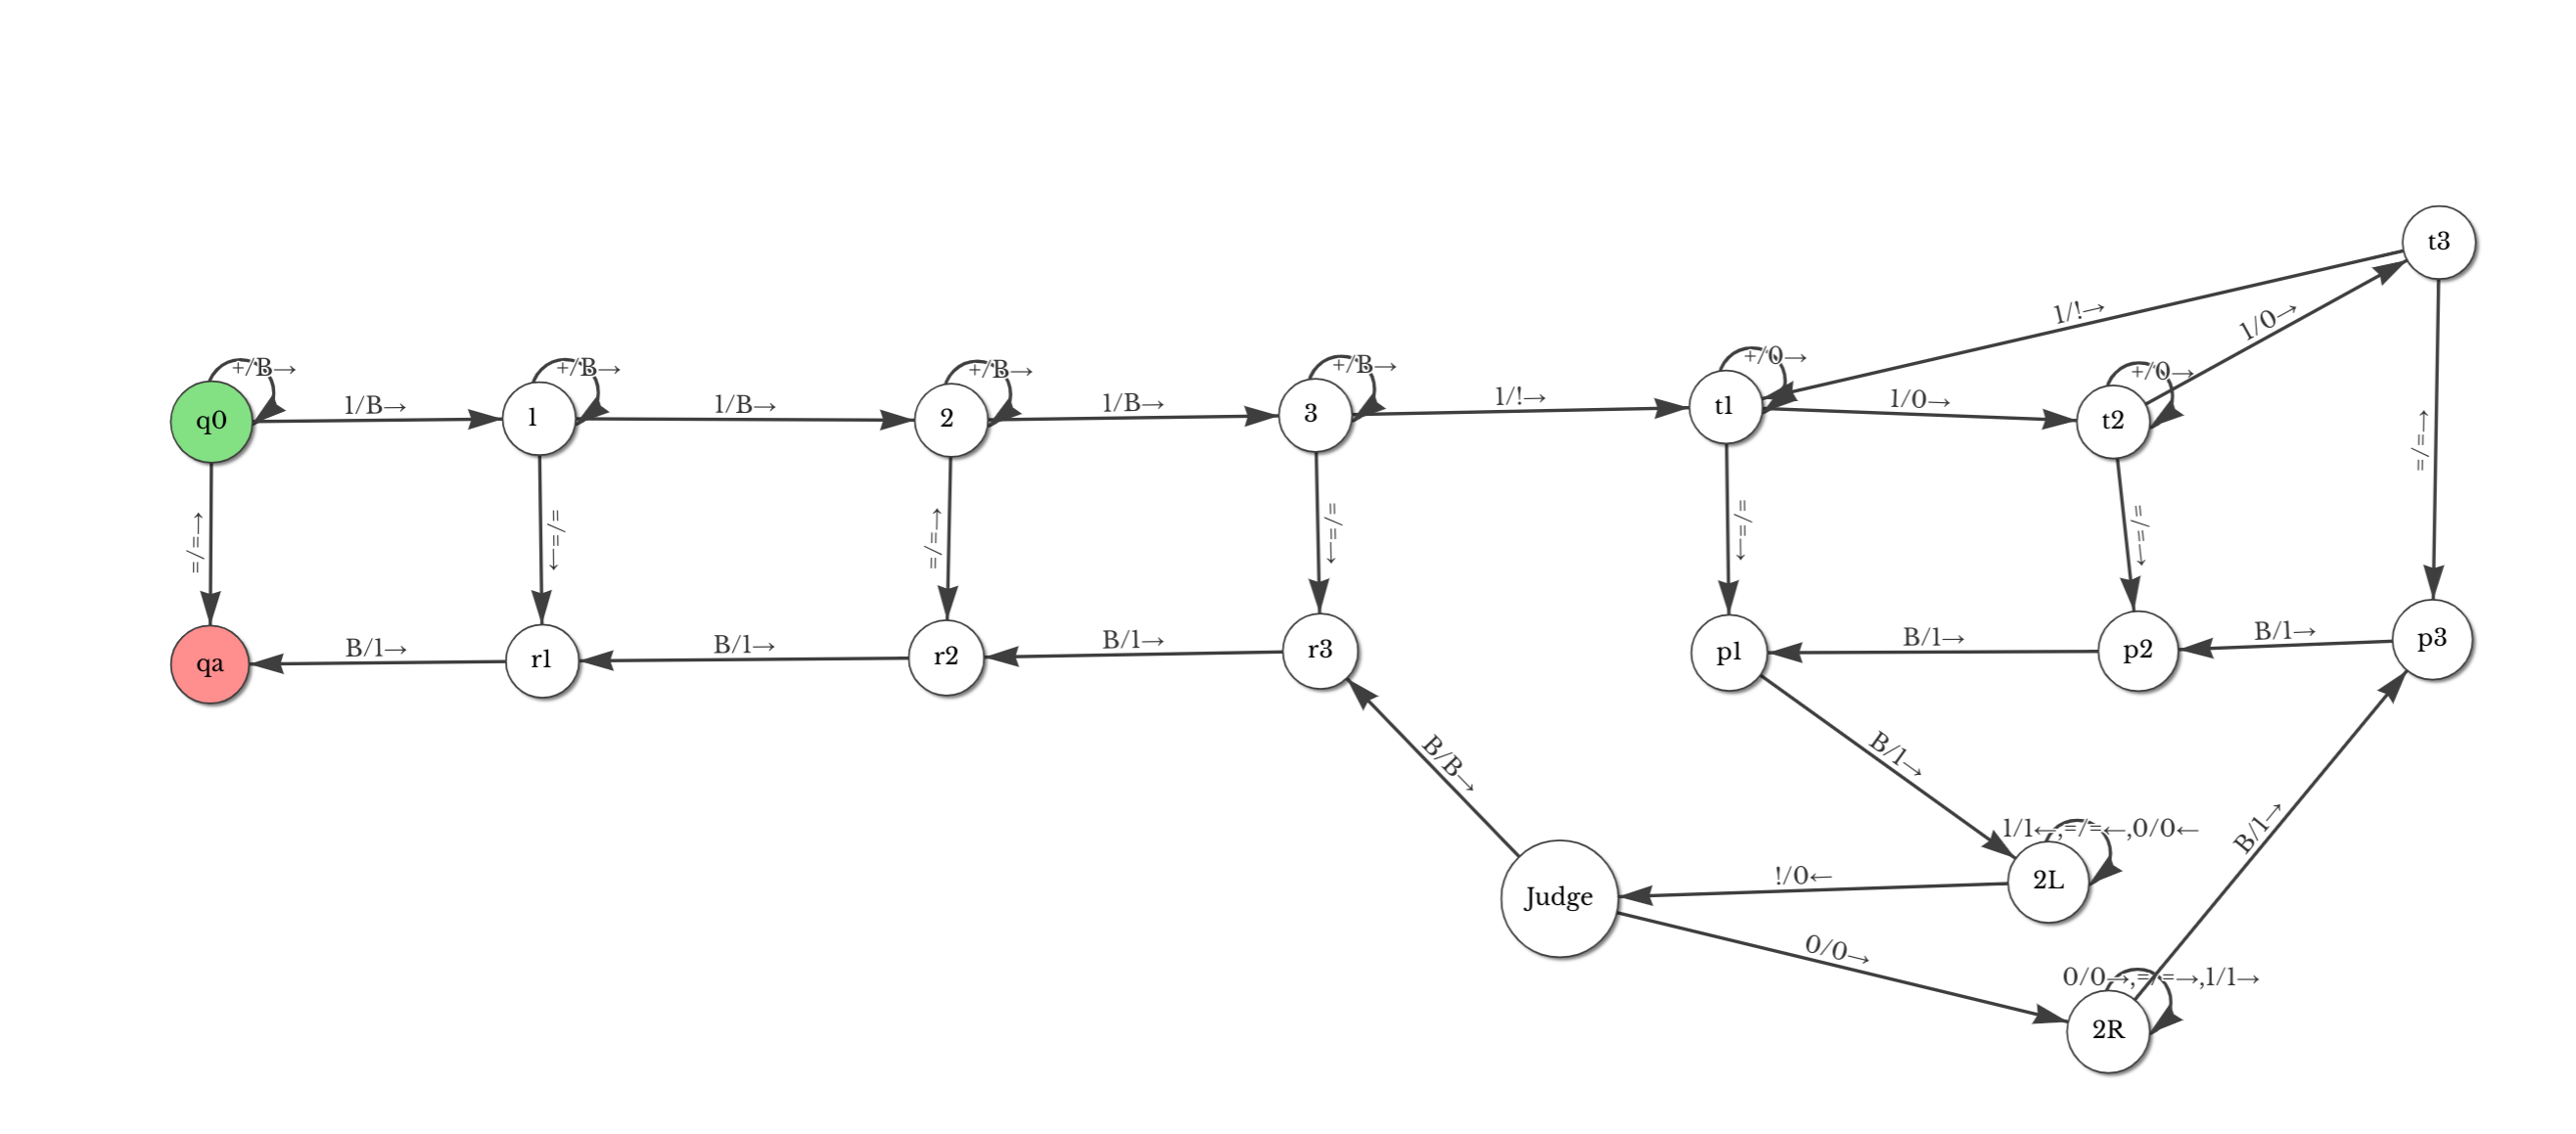 t3
1/!→
1/0→
+/B→
+/B→
+/B→
+/B→
+/0→
+/0→
q0
1/B→
1
1/B→
2
1/B→
3
1/!→
t1
1/0→
t2
=/=→
=/=→
=/=→
=/=→
=/=→
=/=→
=/=→
=/=→
qa
B/1→
r1
B/1→
r2
B/1→
r3
p1
B/1→
p2
B/1→
p3
B/B→
B/1→
B/1→
1/1←,=/=←,0/0←
Judge
!/0←
2L
0/0→
0/0→,=/=→,1/1→
2R